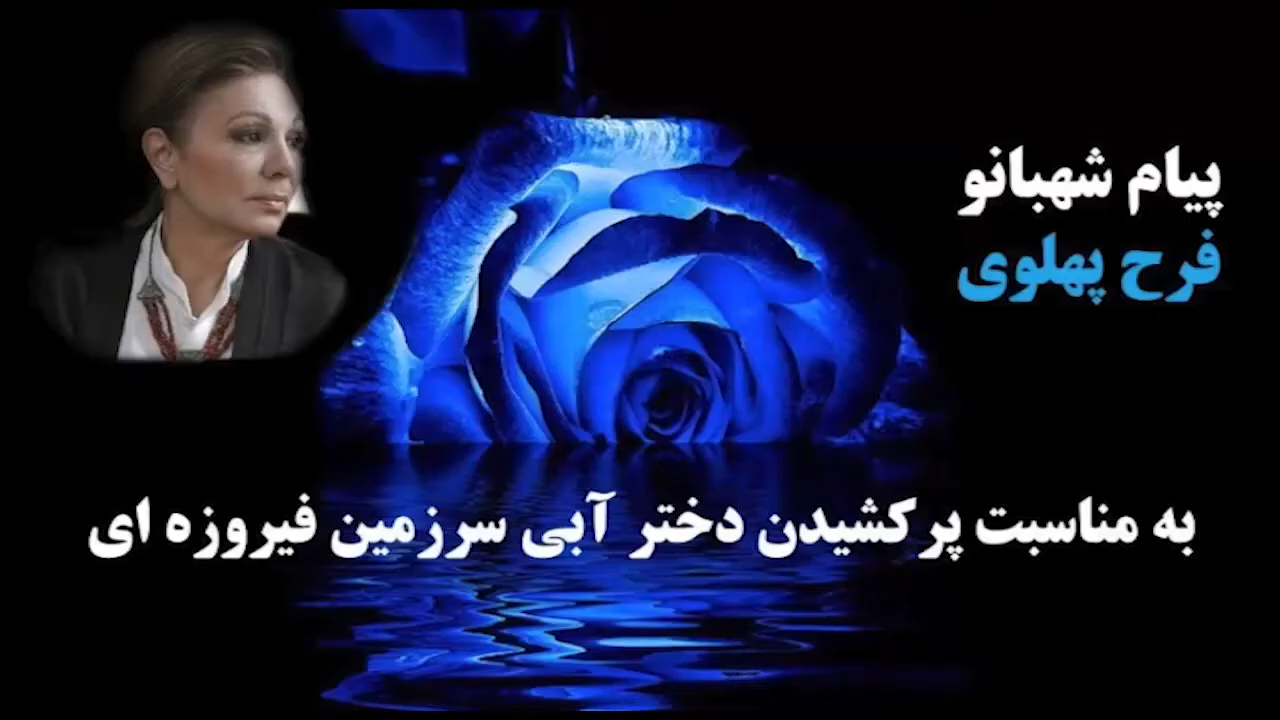 پیام شهبانو
فرح پهلوی
به مناسبت پرکشیدن دختر آبی سرزمین فیروزه ای